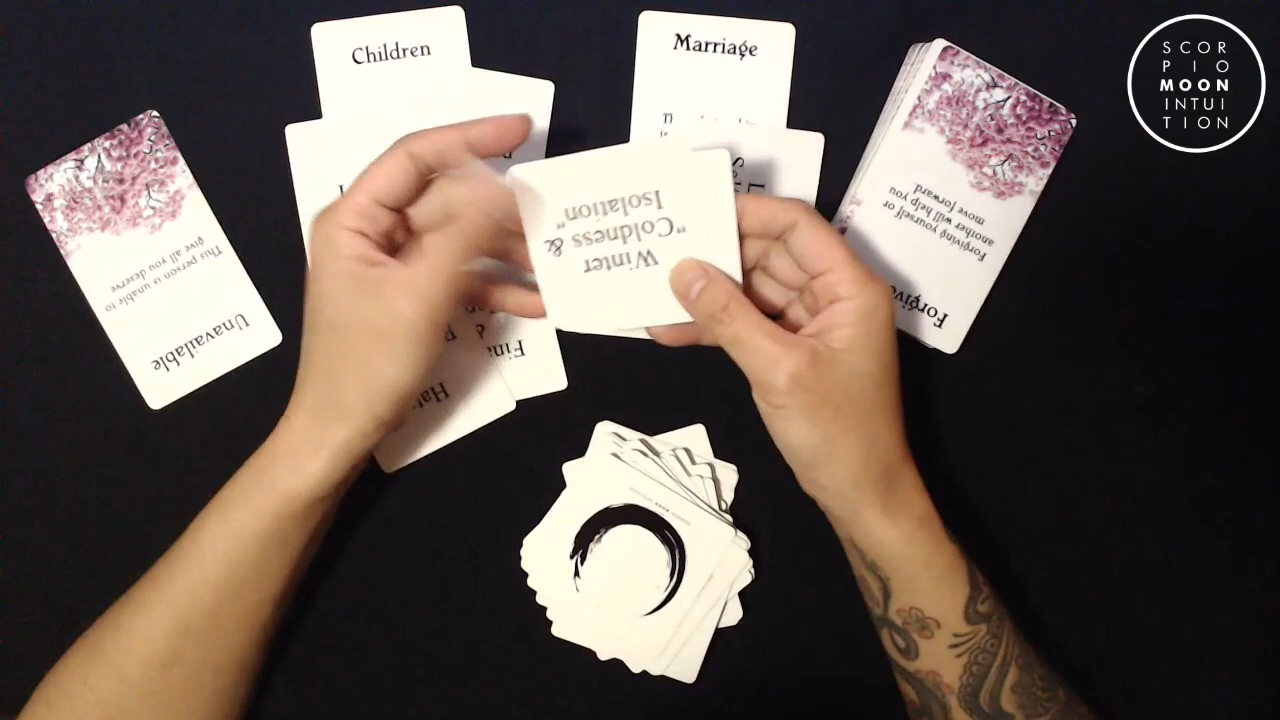 Children
Marriage
SCOR
PIO
MOON
INTUI
TION
Unavailable
This person is unable to
give all you deserve
Winter
"Coldness &
Isolation"
Forgive
Forgiving yourself or
another will help you
move forward.